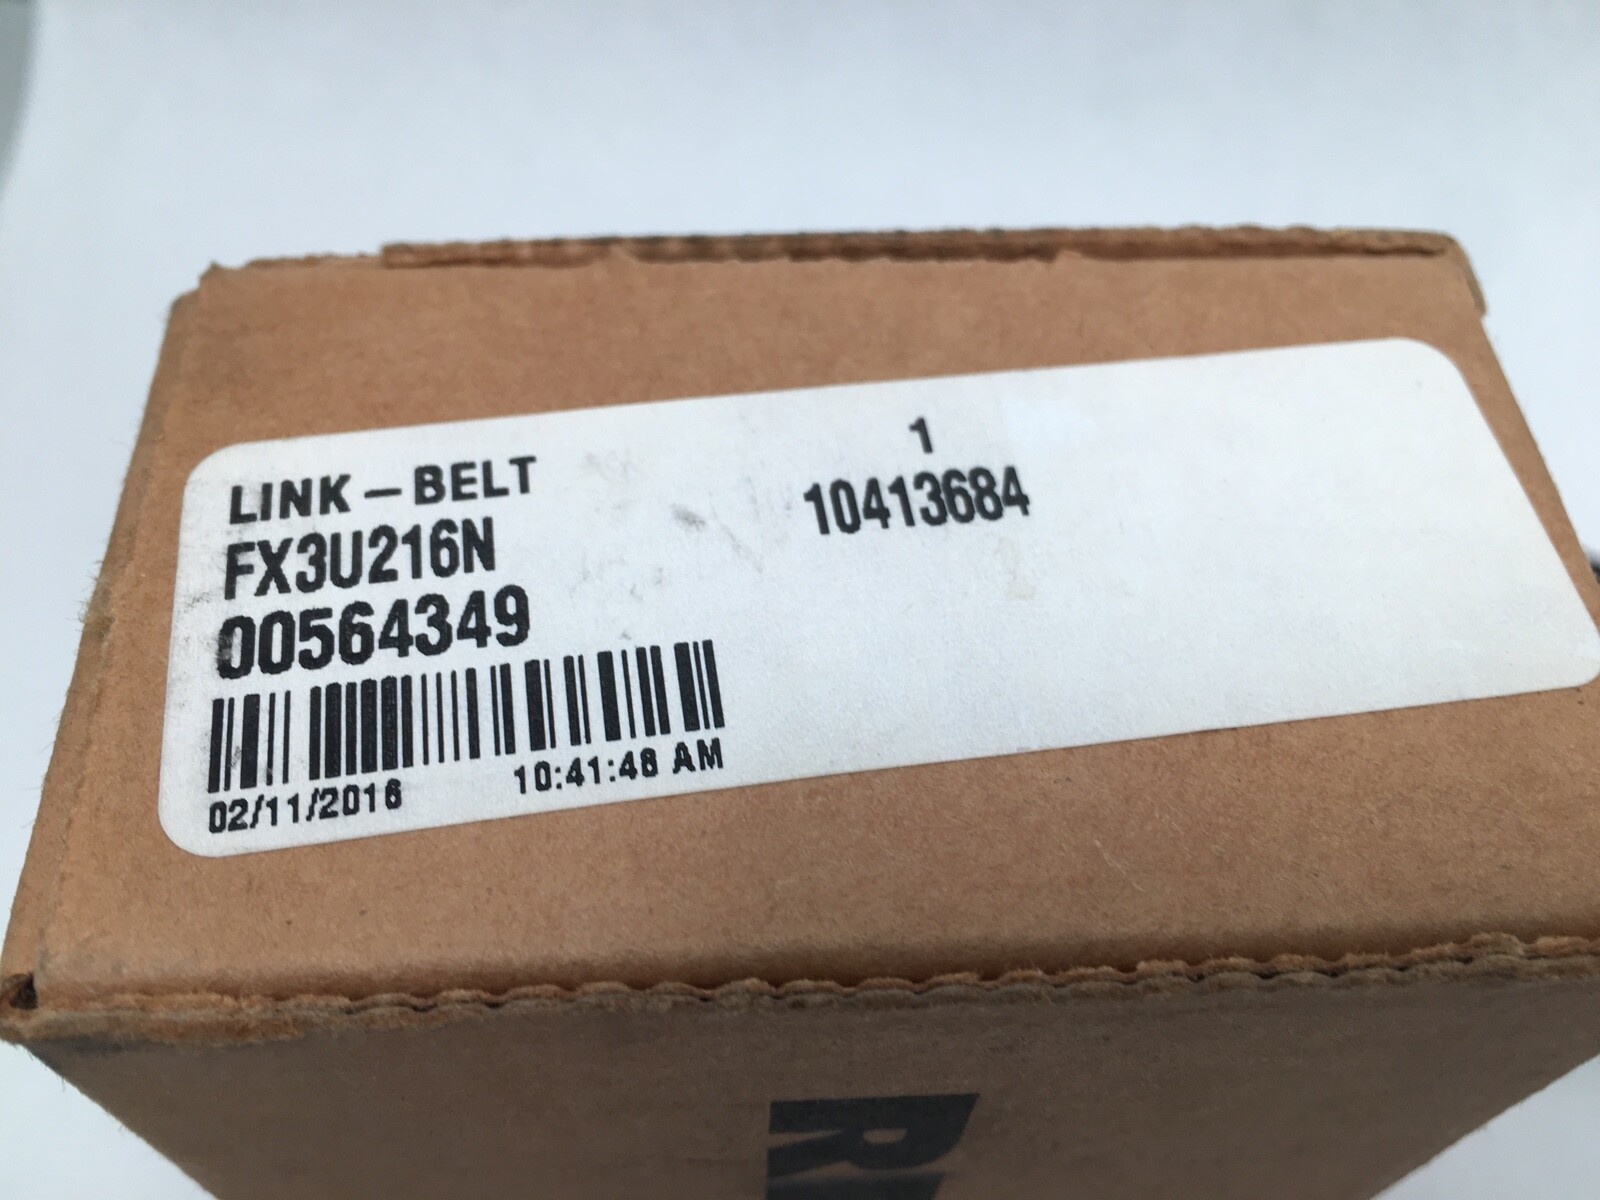 LINK-BELT
1
FX3U216N
10413684
00564349
02/11/2016 10:41:48 AM